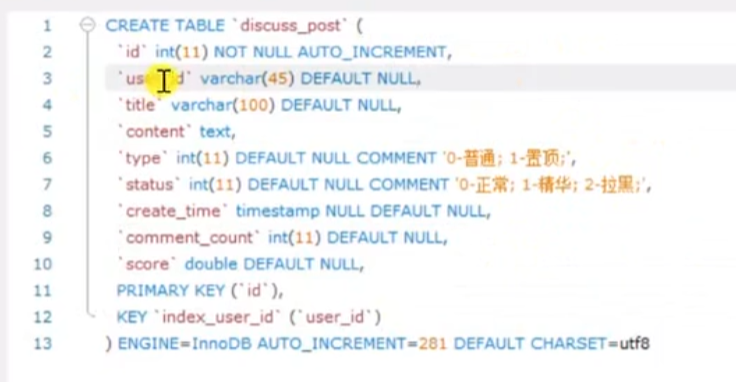 1 CREATE TABLE `discuss_post` (
2 `id` int(11) NOT NULL AUTO_INCREMENT,
3 `user_id` varchar(45) DEFAULT NULL,
4 `title` varchar(100) DEFAULT NULL,
5 `content` text,
6 `type` int(11) DEFAULT NULL COMMENT '0-普通; 1-置顶;',
7 `status` int(11) DEFAULT NULL COMMENT '0-正常; 1-精华; 2-拉黑;',
8 `create_time` timestamp NULL DEFAULT NULL,
9 `comment_count` int(11) DEFAULT NULL,
10 `score` double DEFAULT NULL,
11 PRIMARY KEY (`id`),
12 KEY `index_user_id` (`user_id`)
13 ) ENGINE=InnoDB AUTO_INCREMENT=281 DEFAULT CHARSET=utf8